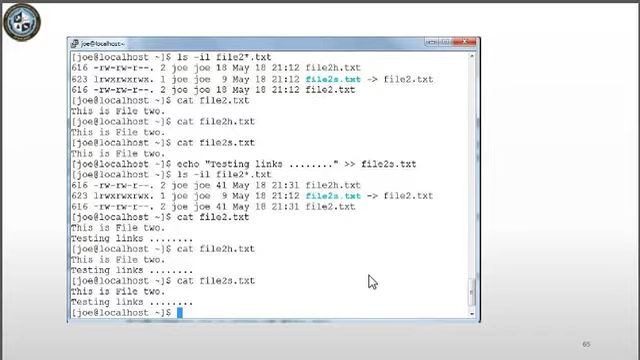 joe@localhost:~
[joe@localhost ~]$ ls -il file2*.txt
616 -rw-rw-r--. 2 joe joe 18 May 18 21:12 file2h.txt
623 lrwxrwxrwx. 1 joe joe  9 May 18 21:12 file2s.txt -> file2.txt
616 -rw-rw-r--. 2 joe joe 18 May 18 21:12 file2.txt
[joe@localhost ~]$ cat file2.txt
This is File two.
[joe@localhost ~]$ cat file2h.txt
This is File two.
[joe@localhost ~]$ cat file2s.txt
This is File two.
[joe@localhost ~]$ echo "Testing links ........" >> file2s.txt
[joe@localhost ~]$ ls -il file2*.txt
616 -rw-rw-r--. 2 joe joe 41 May 18 21:31 file2h.txt
623 lrwxrwxrwx. 1 joe joe  9 May 18 21:12 file2s.txt -> file2.txt
616 -rw-rw-r--. 2 joe joe 41 May 18 21:31 file2.txt
[joe@localhost ~]$ cat file2.txt
This is File two.
Testing links ........
[joe@localhost ~]$ cat file2h.txt
This is File two.
Testing links ........
[joe@localhost ~]$ cat file2s.txt
This is File two.
Testing links ........
[joe@localhost ~]$
65